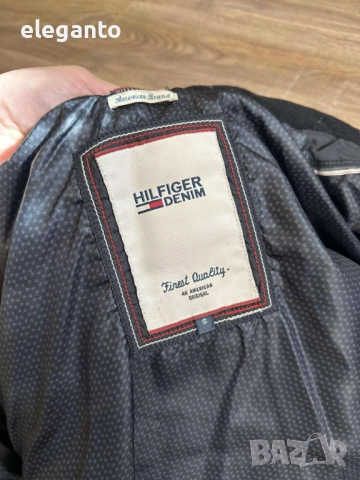 eleganto
American Brand
HILFIGER
DENIM
Finest Quality.
AN AMERICAN
ORIGINAL
S
BAZAR